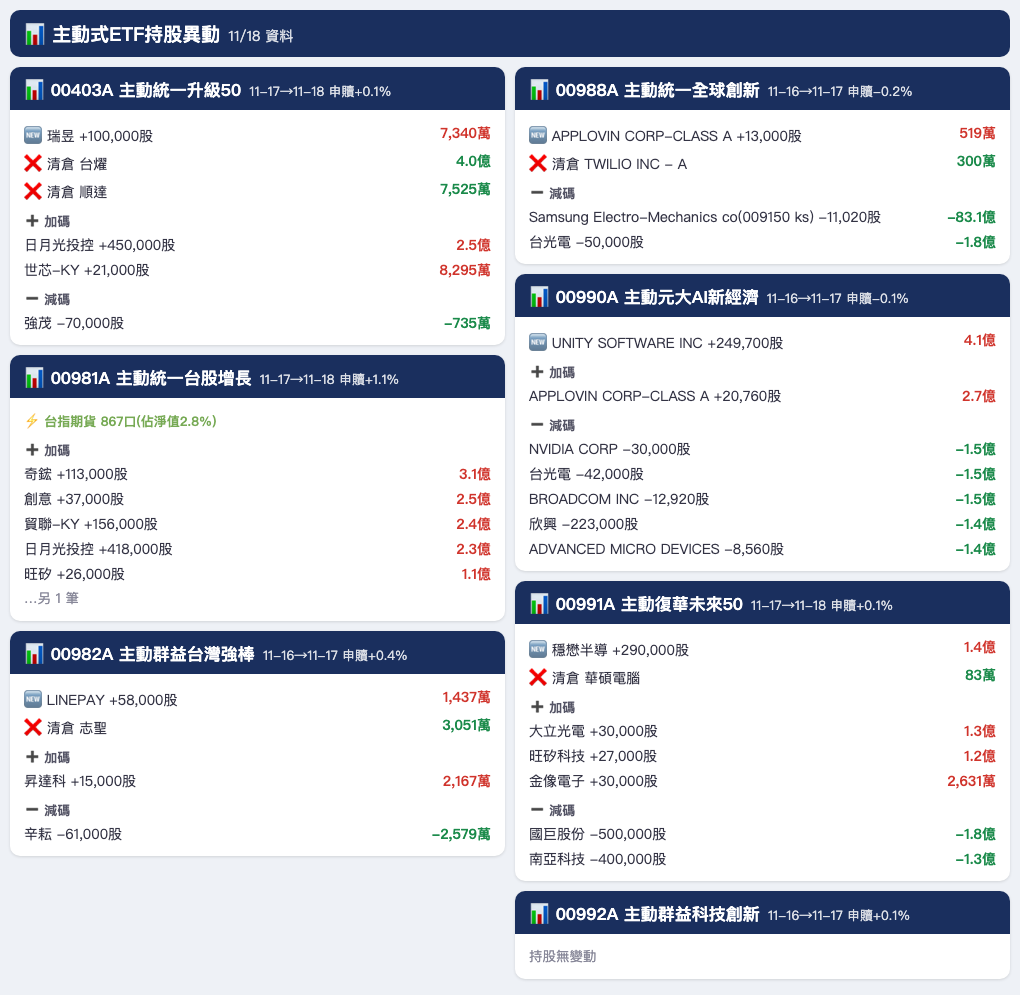 主動式ETF持股異動 11/18 資料
00403A 主動統一升級50 11-17→11-18 申贖+0.1%
NEW 瑞昱 +100,000股 7,340萬
清倉 台燿 4.0億
清倉 順達 7,525萬
加碼
日月光投控 +450,000股 2.5億
世芯-KY +21,000股 8,295萬
減碼
強茂 -70,000股 -735萬
00981A 主動統一台股增長 11-17→11-18 申贖+1.1%
台指期貨 867口(佔淨值2.8%)
加碼
奇鋐 +113,000股 3.1億
創意 +37,000股 2.5億
貿聯-KY +156,000股 2.4億
日月光投控 +418,000股 2.3億
旺矽 +26,000股 1.1億
...另 1 筆
00982A 主動群益台灣強棒 11-16→11-17 申贖+0.4%
NEW LINEPAY +58,000股 1,437萬
清倉 志聖 3,051萬
加碼
昇達科 +15,000股 2,167萬
減碼
辛耘 -61,000股 -2,579萬
00988A 主動統一全球創新 11-16→11-17 申贖-0.2%
NEW APPLOVIN CORP-CLASS A +13,000股 519萬
清倉 TWILIO INC - A 300萬
減碼
Samsung Electro-Mechanics co(009150 ks) -11,020股 -83.1億
台光電 -50,000股 -1.8億
00990A 主動元大AI新經濟 11-16→11-17 申贖-0.1%
NEW UNITY SOFTWARE INC +249,700股 4.1億
加碼
APPLOVIN CORP-CLASS A +20,760股 2.7億
減碼
NVIDIA CORP -30,000股 -1.5億
台光電 -42,000股 -1.5億
BROADCOM INC -12,920股 -1.5億
欣興 -223,000股 -1.4億
ADVANCED MICRO DEVICES -8,560股 -1.4億
00991A 主動復華未來50 11-17→11-18 申贖+0.1%
NEW 穩懋半導 +290,000股 1.4億
清倉 華碩電腦 83萬
加碼
大立光電 +30,000股 1.3億
旺矽科技 +27,000股 1.2億
金像電子 +30,000股 2,631萬
減碼
國巨股份 -500,000股 -1.8億
南亞科技 -400,000股 -1.3億
00992A 主動群益科技創新 11-16→11-17 申贖+0.1%
持股無變動